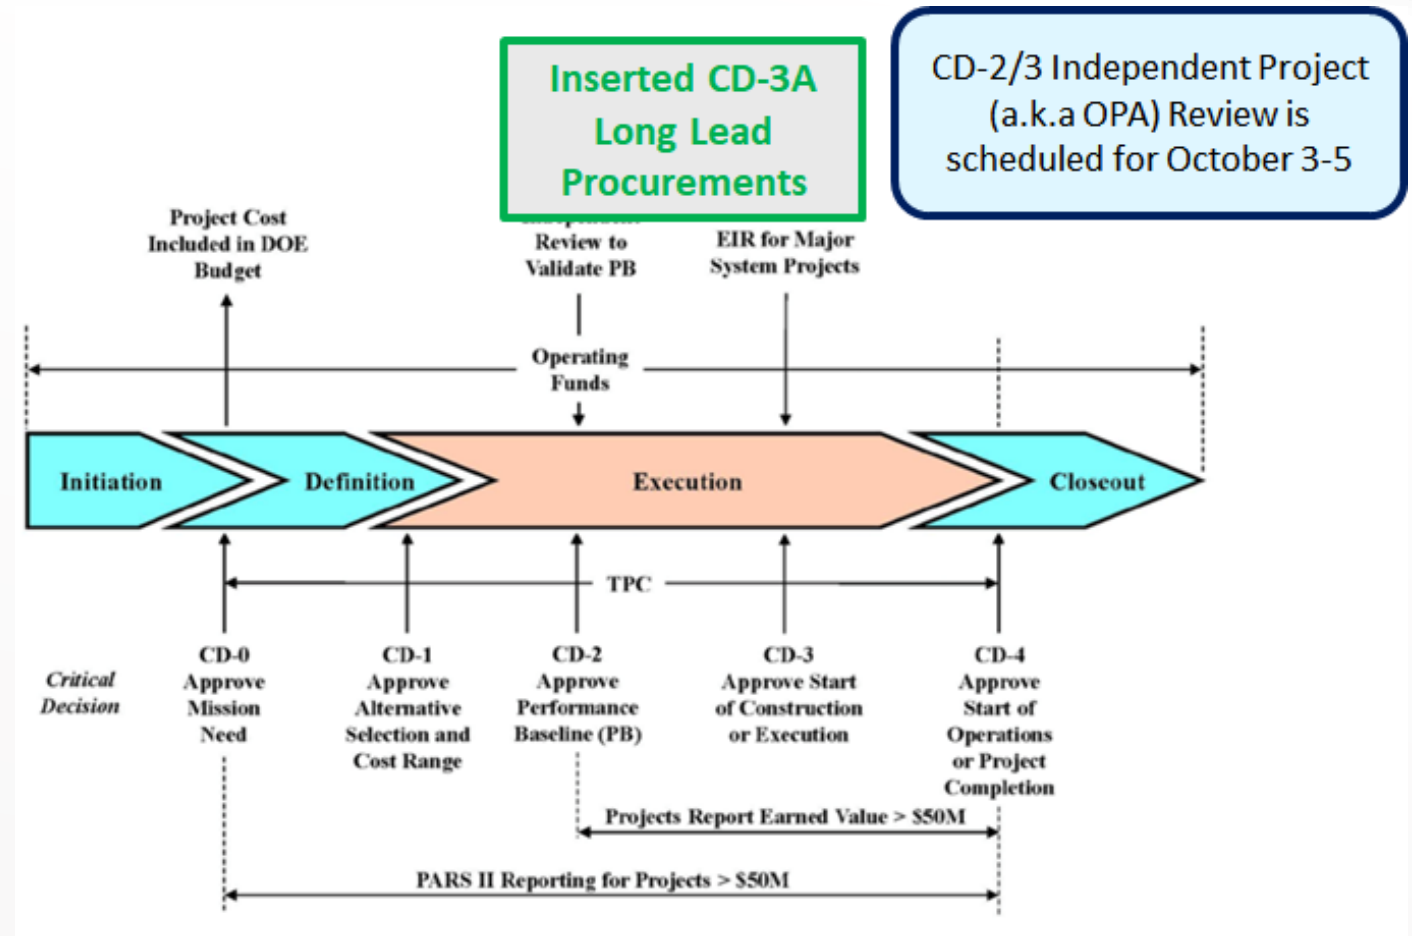 Inserted CD-3A
Long Lead
Procurements
CD-2/3 Independent Project
(a.k.a OPA) Review is
scheduled for October 3-5
Project Cost
Included in DOE
Budget
Review to
Validate PB
EIR for Major
System Projects
Operating
Funds
Initiation
Definition
Execution
Closeout
TPC
Critical
Decision
CD-0
Approve
Mission
Need
CD-1
Approve
Alternative
Selection and
Cost Range
CD-2
Approve
Performance
Baseline (PB)
CD-3
Approve Start
of Construction
or Execution
CD-4
Approve
Start of
Operations
or Project
Completion
Projects Report Earned Value > $50M
PARS II Reporting for Projects > $50M